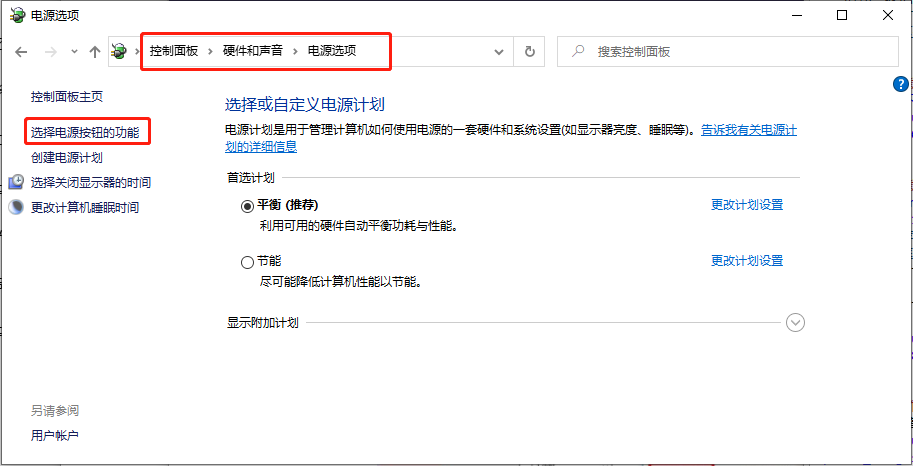 电源选项
控制面板 › 硬件和声音 › 电源选项
搜索控制面板
?
控制面板主页
选择电源按钮的功能
创建电源计划
选择关闭显示器的时间
更改计算机睡眠时间
选择或自定义电源计划
电源计划是用于管理计算机如何使用电源的一套硬件和系统设置(如显示器亮度、睡眠等)。告诉我有关电源计
划的详细信息
首选计划
平衡 (推荐) 更改计划设置
利用可用的硬件自动平衡功耗与性能。
节能 更改计划设置
尽可能降低计算机性能以节能。
显示附加计划
另请参阅
用户帐户